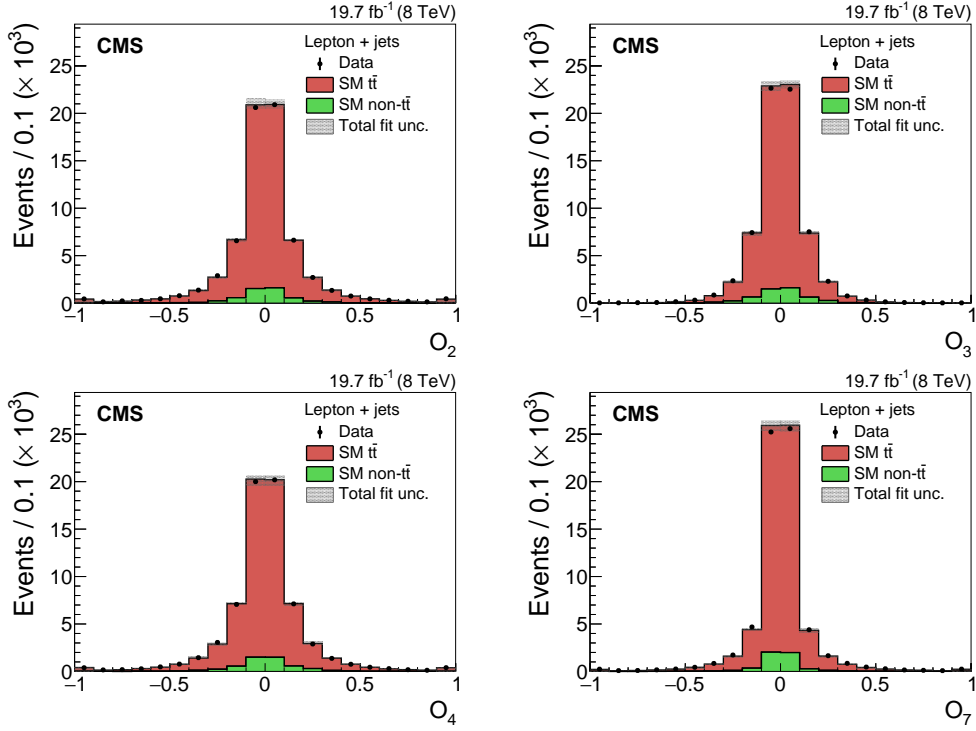 19.7 fb⁻¹ (8 TeV)
CMS
Lepton + jets
Data
SM tt̄
SM non-tt̄
Total fit unc.
Events / 0.1 (× 10³)
25
20
15
10
5
0
−1
−0.5
0
0.5
1
O₂
19.7 fb⁻¹ (8 TeV)
CMS
Lepton + jets
Data
SM tt̄
SM non-tt̄
Total fit unc.
Events / 0.1 (× 10³)
25
20
15
10
5
0
−1
−0.5
0
0.5
1
O₃
19.7 fb⁻¹ (8 TeV)
CMS
Lepton + jets
Data
SM tt̄
SM non-tt̄
Total fit unc.
Events / 0.1 (× 10³)
25
20
15
10
5
0
−1
−0.5
0
0.5
1
O₄
19.7 fb⁻¹ (8 TeV)
CMS
Lepton + jets
Data
SM tt̄
SM non-tt̄
Total fit unc.
Events / 0.1 (× 10³)
25
20
15
10
5
0
−1
−0.5
0
0.5
1
O₇